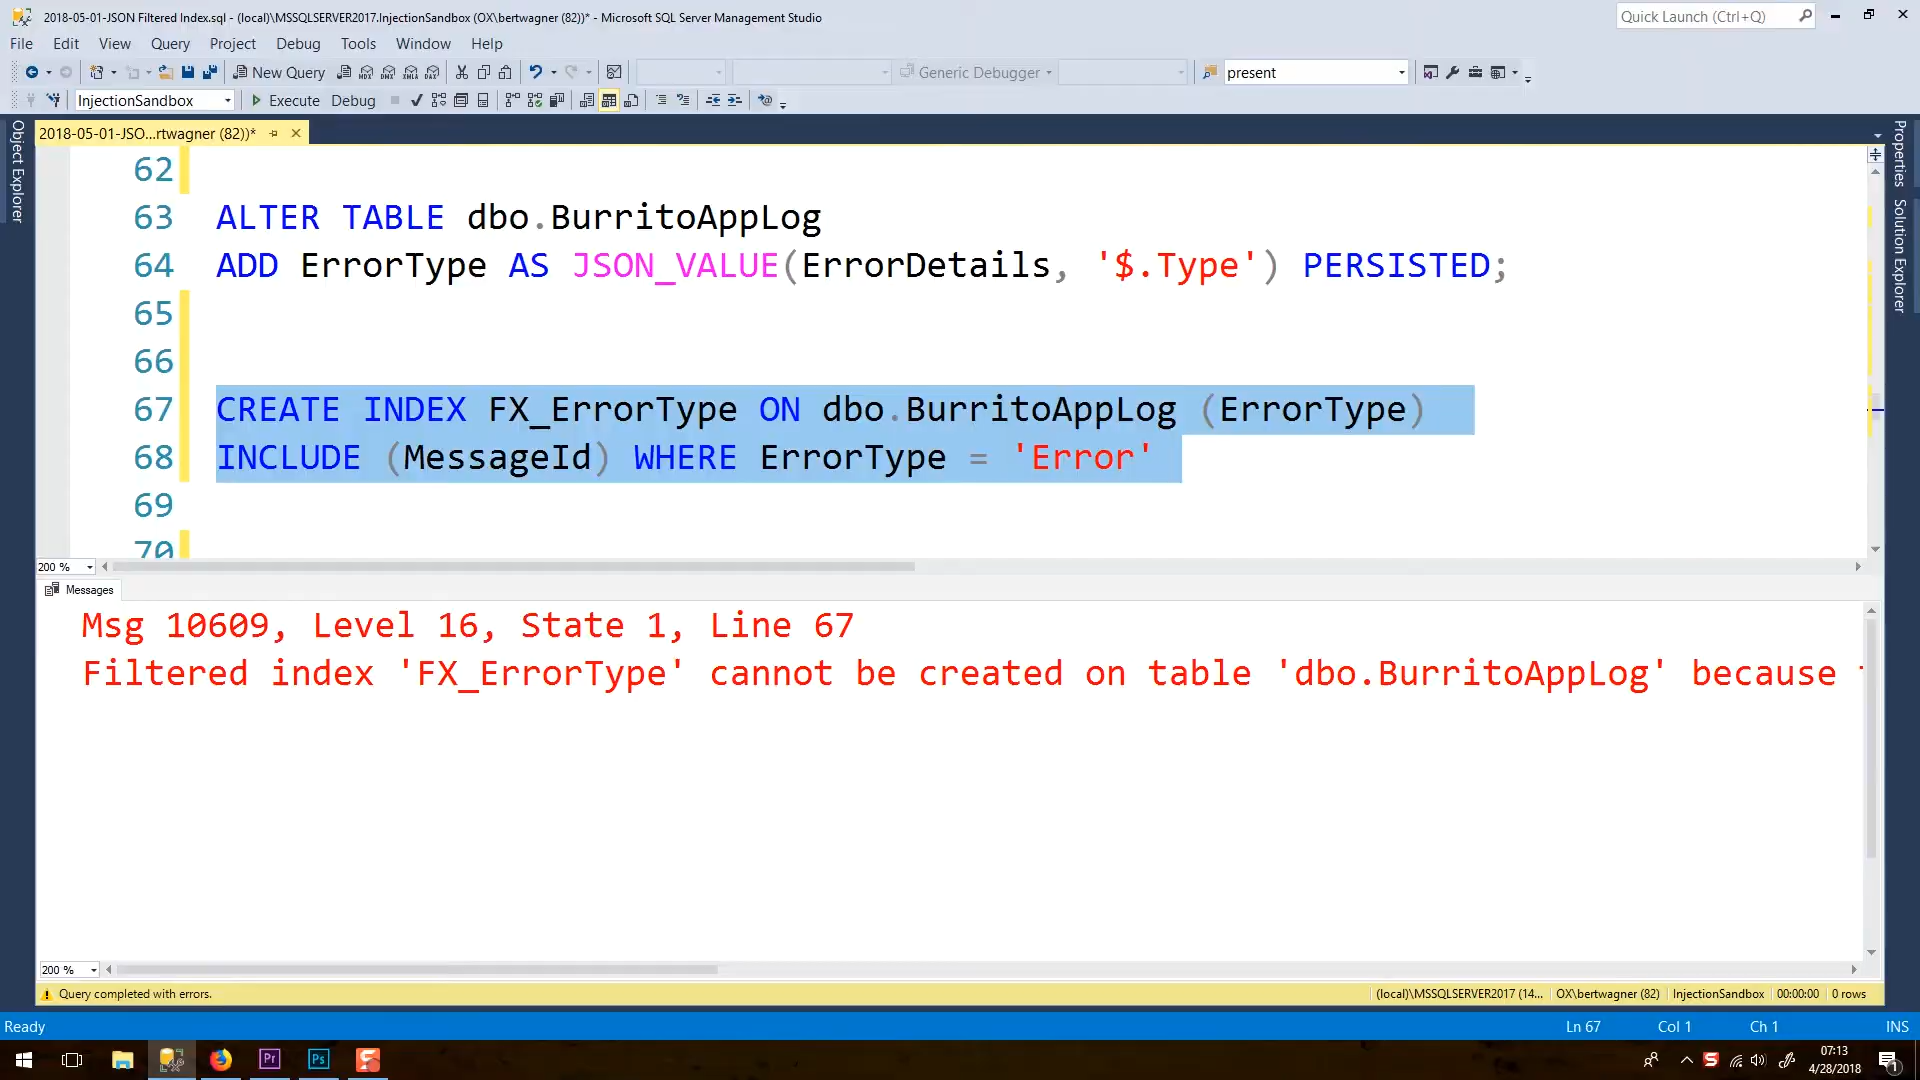 2018-05-01-JSON Filtered Index.sql - (local)\MSSQLSERVER2017.InjectionSandbox (OX\bertwagner (82))* - Microsoft SQL Server Management Studio
Quick Launch (Ctrl+Q)
File Edit View Query Project Debug Tools Window Help
New Query
Generic Debugger
present
InjectionSandbox
Execute Debug
2018-05-01-JSO...rtwagner (82))*
Object Explorer
Properties
Solution Explorer
62
63 ALTER TABLE dbo.BurritoAppLog
64 ADD ErrorType AS JSON_VALUE(ErrorDetails, '$.Type') PERSISTED;
65
66
67 CREATE INDEX FX_ErrorType ON dbo.BurritoAppLog (ErrorType)
68 INCLUDE (MessageId) WHERE ErrorType = 'Error'
69
70
200 %
Messages
Msg 10609, Level 16, State 1, Line 67
Filtered index 'FX_ErrorType' cannot be created on table 'dbo.BurritoAppLog' because
200 %
Query completed with errors.
(local)\MSSQLSERVER2017 (14... OX\bertwagner (82) InjectionSandbox 00:00:00 0 rows
Ready
Ln 67 Col 1 Ch 1 INS
Pr
Ps
07:13
4/28/2018
1